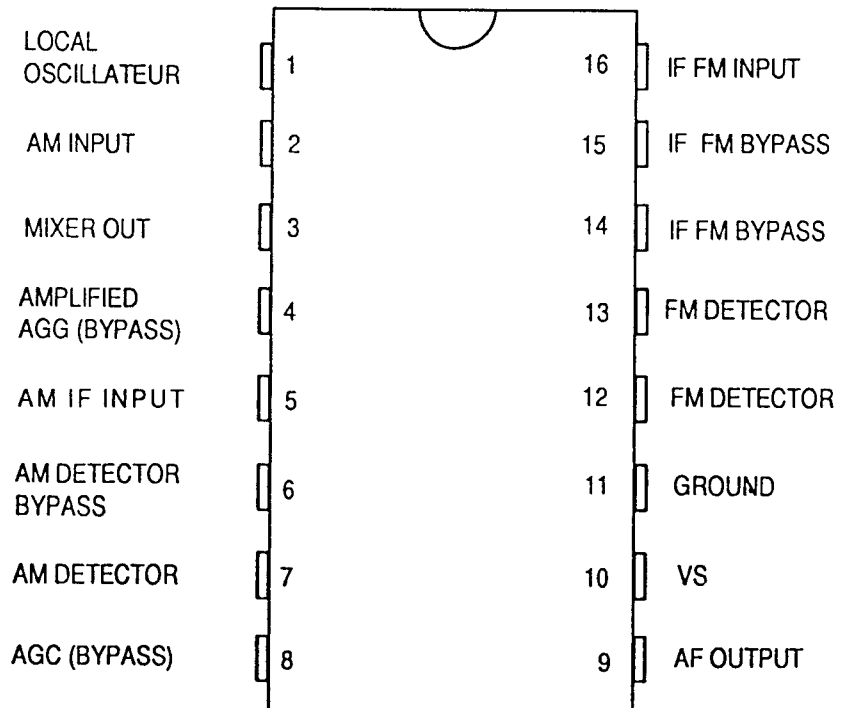 LOCAL
OSCILLATEUR
1
16
IF FM INPUT
AM INPUT
2
15
IF FM BYPASS
MIXER OUT
3
14
IF FM BYPASS
AMPLIFIED
AGG (BYPASS)
4
13
FM DETECTOR
AM IF INPUT
5
12
FM DETECTOR
AM DETECTOR
BYPASS
6
11
GROUND
AM DETECTOR
7
10
VS
AGC (BYPASS)
8
9
AF OUTPUT